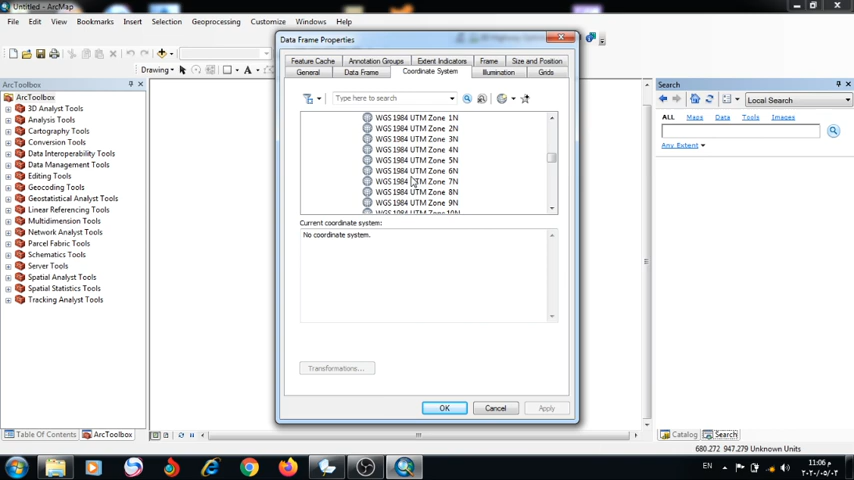 Untitled - ArcMap
File Edit View Bookmarks Insert Selection Geoprocessing Customize Windows Help
Drawing
ArcToolbox
ArcToolbox
3D Analyst Tools
Analysis Tools
Cartography Tools
Conversion Tools
Data Interoperability Tools
Data Management Tools
Editing Tools
Geocoding Tools
Geostatistical Analyst Tools
Linear Referencing Tools
Multidimension Tools
Network Analyst Tools
Parcel Fabric Tools
Schematics Tools
Server Tools
Spatial Analyst Tools
Spatial Statistics Tools
Tracking Analyst Tools
Table Of Contents ArcToolbox
Data Frame Properties
Feature Cache Annotation Groups Extent Indicators Frame Size and Position
General Data Frame Coordinate System Illumination Grids
Type here to search
WGS 1984 UTM Zone 1N
WGS 1984 UTM Zone 2N
WGS 1984 UTM Zone 3N
WGS 1984 UTM Zone 4N
WGS 1984 UTM Zone 5N
WGS 1984 UTM Zone 6N
WGS 1984 UTM Zone 7N
WGS 1984 UTM Zone 8N
WGS 1984 UTM Zone 9N
WGS 1984 UTM Zone 10N
Current coordinate system:
No coordinate system.
Transformations...
OK Cancel Apply
Search
Local Search
ALL Maps Data Tools Images
Any Extent
Catalog Search
680.272 947.279 Unknown Units
EN
11:06 م
٢٠٢٠/٠٥/٠٢